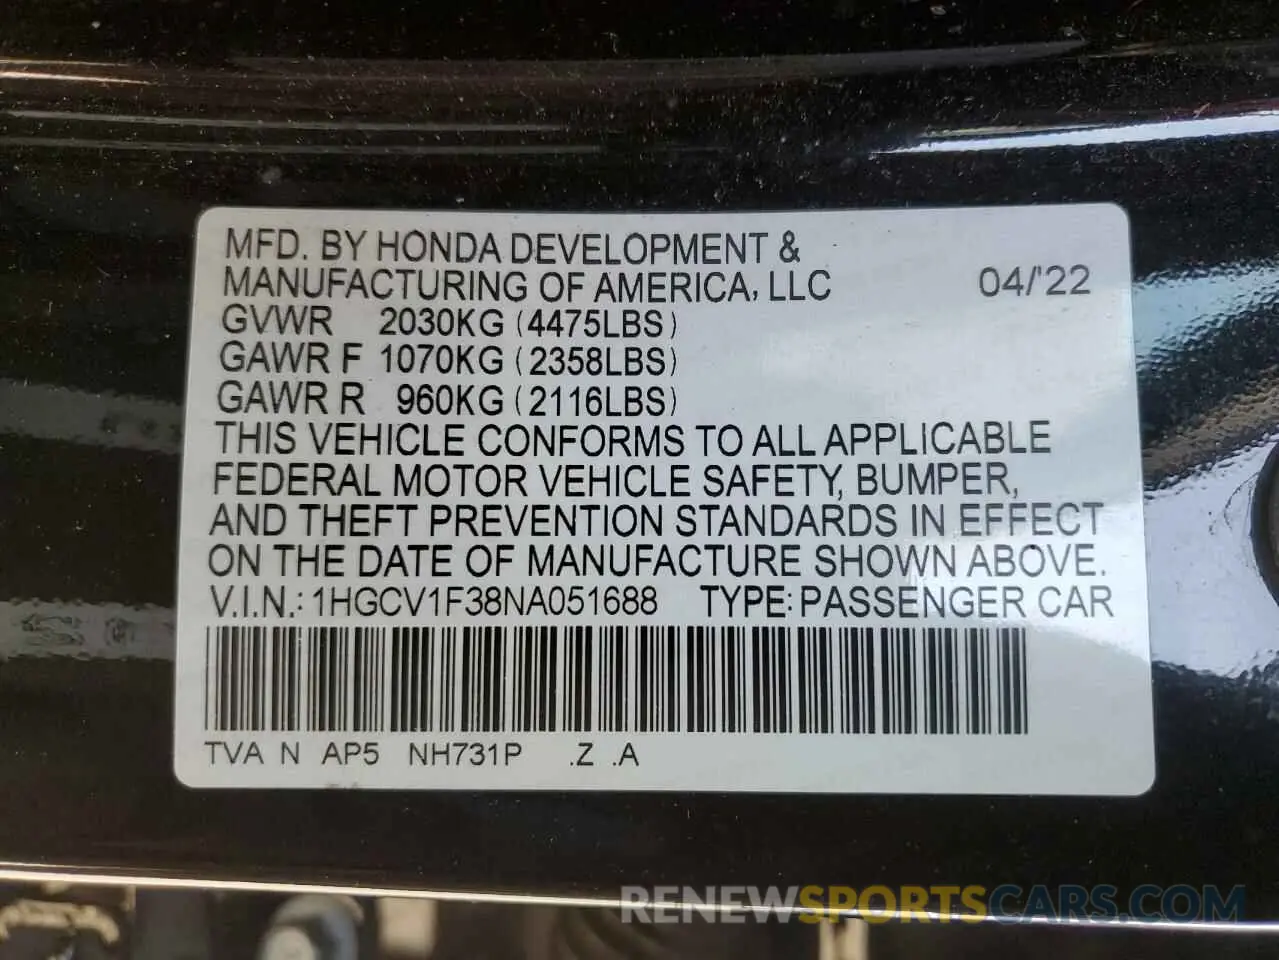 MFD. BY HONDA DEVELOPMENT &
MANUFACTURING OF AMERICA, LLC 04/'22
GVWR 2030KG (4475LBS)
GAWR F 1070KG (2358LBS)
GAWR R 960KG (2116LBS)
THIS VEHICLE CONFORMS TO ALL APPLICABLE
FEDERAL MOTOR VEHICLE SAFETY, BUMPER,
AND THEFT PREVENTION STANDARDS IN EFFECT
ON THE DATE OF MANUFACTURE SHOWN ABOVE.
V.I.N.: 1HGCV1F38NA051688 TYPE: PASSENGER CAR
TVA N AP5 NH731P .Z .A
RENEWSPORTSCARS.COM